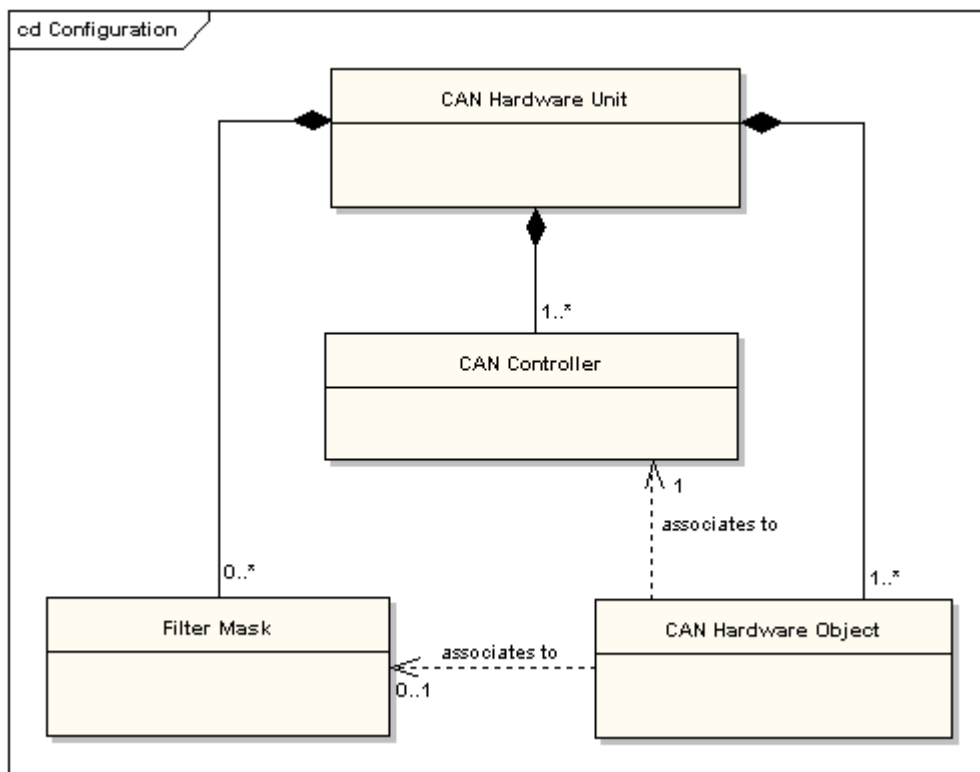 cd Configuration
CAN Hardware Unit
1..*
CAN Controller
1
associates to
0..*
1..*
Filter Mask
CAN Hardware Object
associates to
0..1